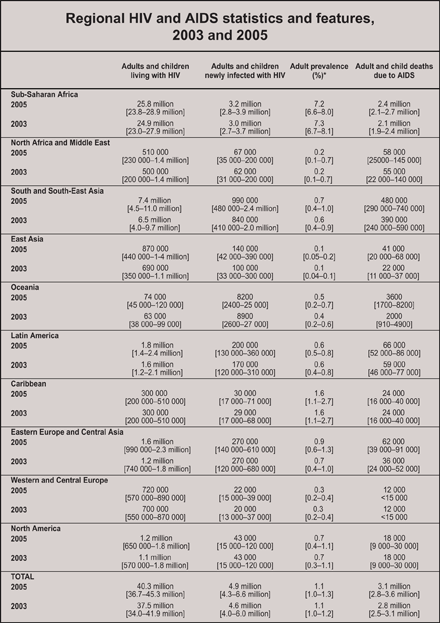 Regional HIV and AIDS statistics and features,
2003 and 2005
Adults and children Adults and children Adult prevalence Adult and child deaths
living with HIV newly infected with HIV (%)* due to AIDS
Sub-Saharan Africa
2005 25.8 million 3.2 million 7.2 2.4 million
[23.8–28.9 million] [2.8–3.9 million] [6.6–8.0] [2.1–2.7 million]
2003 24.9 million 3.0 million 7.3 2.1 million
[23.0–27.9 million] [2.7–3.7 million] [6.7–8.1] [1.9–2.4 million]
North Africa and Middle East
2005 510 000 67 000 0.2 58 000
[230 000–1.4 million] [35 000–200 000] [0.1–0.7] [25000–145 000]
2003 500 000 62 000 0.2 55 000
[200 000–1.4 million] [31 000–200 000] [0.1–0.7] [22 000–140 000]
South and South-East Asia
2005 7.4 million 990 000 0.7 480 000
[4.5–11.0 million] [480 000–2.4 million] [0.4–1.0] [290 000–740 000]
2003 6.5 million 840 000 0.6 390 000
[4.0–9.7 million] [410 000–2.0 million] [0.4–0.9] [240 000–590 000]
East Asia
2005 870 000 140 000 0.1 41 000
[440 000–1.4 million] [42 000–390 000] [0.05–0.2] [20 000–68 000]
2003 690 000 100 000 0.1 22 000
[350 000–1.1 million] [33 000–300 000] [0.04–0.1] [11 000–37 000]
Oceania
2005 74 000 8200 0.5 3600
[45 000–120 000] [2400–25 000] [0.2–0.7] [1700–8200]
2003 63 000 8900 0.4 2000
[38 000–99 000] [2600–27 000] [0.2–0.6] [910–4900]
Latin America
2005 1.8 million 200 000 0.6 66 000
[1.4–2.4 million] [130 000–360 000] [0.5–0.8] [52 000–86 000]
2003 1.6 million 170 000 0.6 59 000
[1.2–2.1 million] [120 000–310 000] [0.4–0.8] [46 000–77 000]
Caribbean
2005 300 000 30 000 1.6 24 000
[200 000–510 000] [17 000–71 000] [1.1–2.7] [16 000–40 000]
2003 300 000 29 000 1.6 24 000
[200 000–510 000] [17 000–68 000] [1.1–2.7] [16 000–40 000]
Eastern Europe and Central Asia
2005 1.6 million 270 000 0.9 62 000
[990 000–2.3 million] [140 000–610 000] [0.6–1.3] [39 000–91 000]
2003 1.2 million 270 000 0.7 36 000
[740 000–1.8 million] [120 000–680 000] [0.4–1.0] [24 000–52 000]
Western and Central Europe
2005 720 000 22 000 0.3 12 000
[570 000–890 000] [15 000–39 000] [0.2–0.4] <15 000
2003 700 000 20 000 0.3 12 000
[550 000–870 000] [13 000–37 000] [0.2–0.4] <15 000
North America
2005 1.2 million 43 000 0.7 18 000
[650 000–1.8 million] [15 000–120 000] [0.4–1.1] [9 000–30 000]
2003 1.1 million 43 000 0.7 18 000
[570 000–1.8 million] [15 000–120 000] [0.3–1.1] [9 000–30 000]
TOTAL
2005 40.3 million 4.9 million 1.1 3.1 million
[36.7–45.3 million] [4.3–6.6 million] [1.0–1.3] [2.8–3.6 million]
2003 37.5 million 4.6 million 1.1 2.8 million
[34.0–41.9 million] [4.0–6.0 million] [1.0–1.2] [2.5–3.1 million]